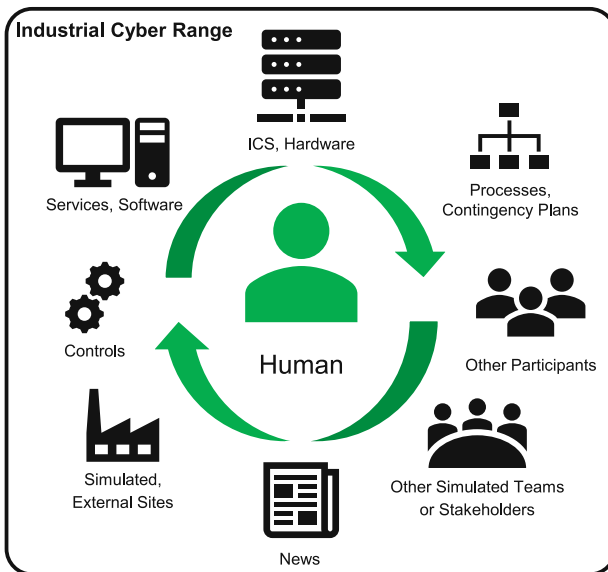 Industrial Cyber Range
ICS, Hardware
Services, Software
Processes,
Contingency Plans
Controls
Human
Other Participants
Simulated,
External Sites
Other Simulated Teams
or Stakeholders
News